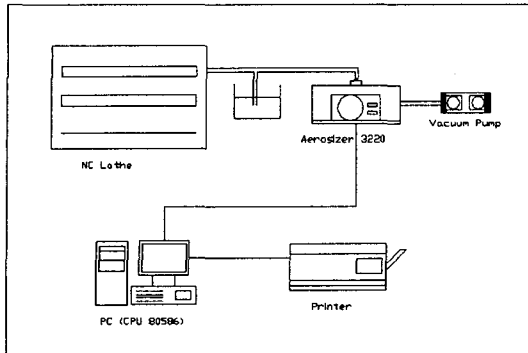 Vacuum Pump
Aerosizer 3220
NC Lathe
Printer
PC (CPU 80586)